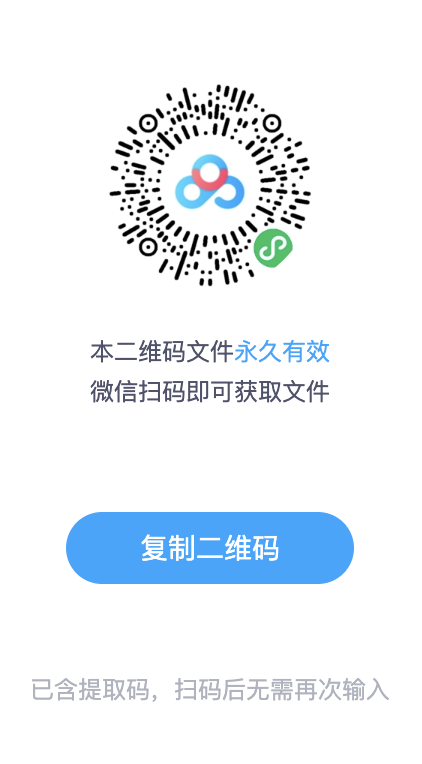 本二维码文件永久有效
微信扫码即可获取文件
复制二维码
已含提取码，扫码后无需再次输入